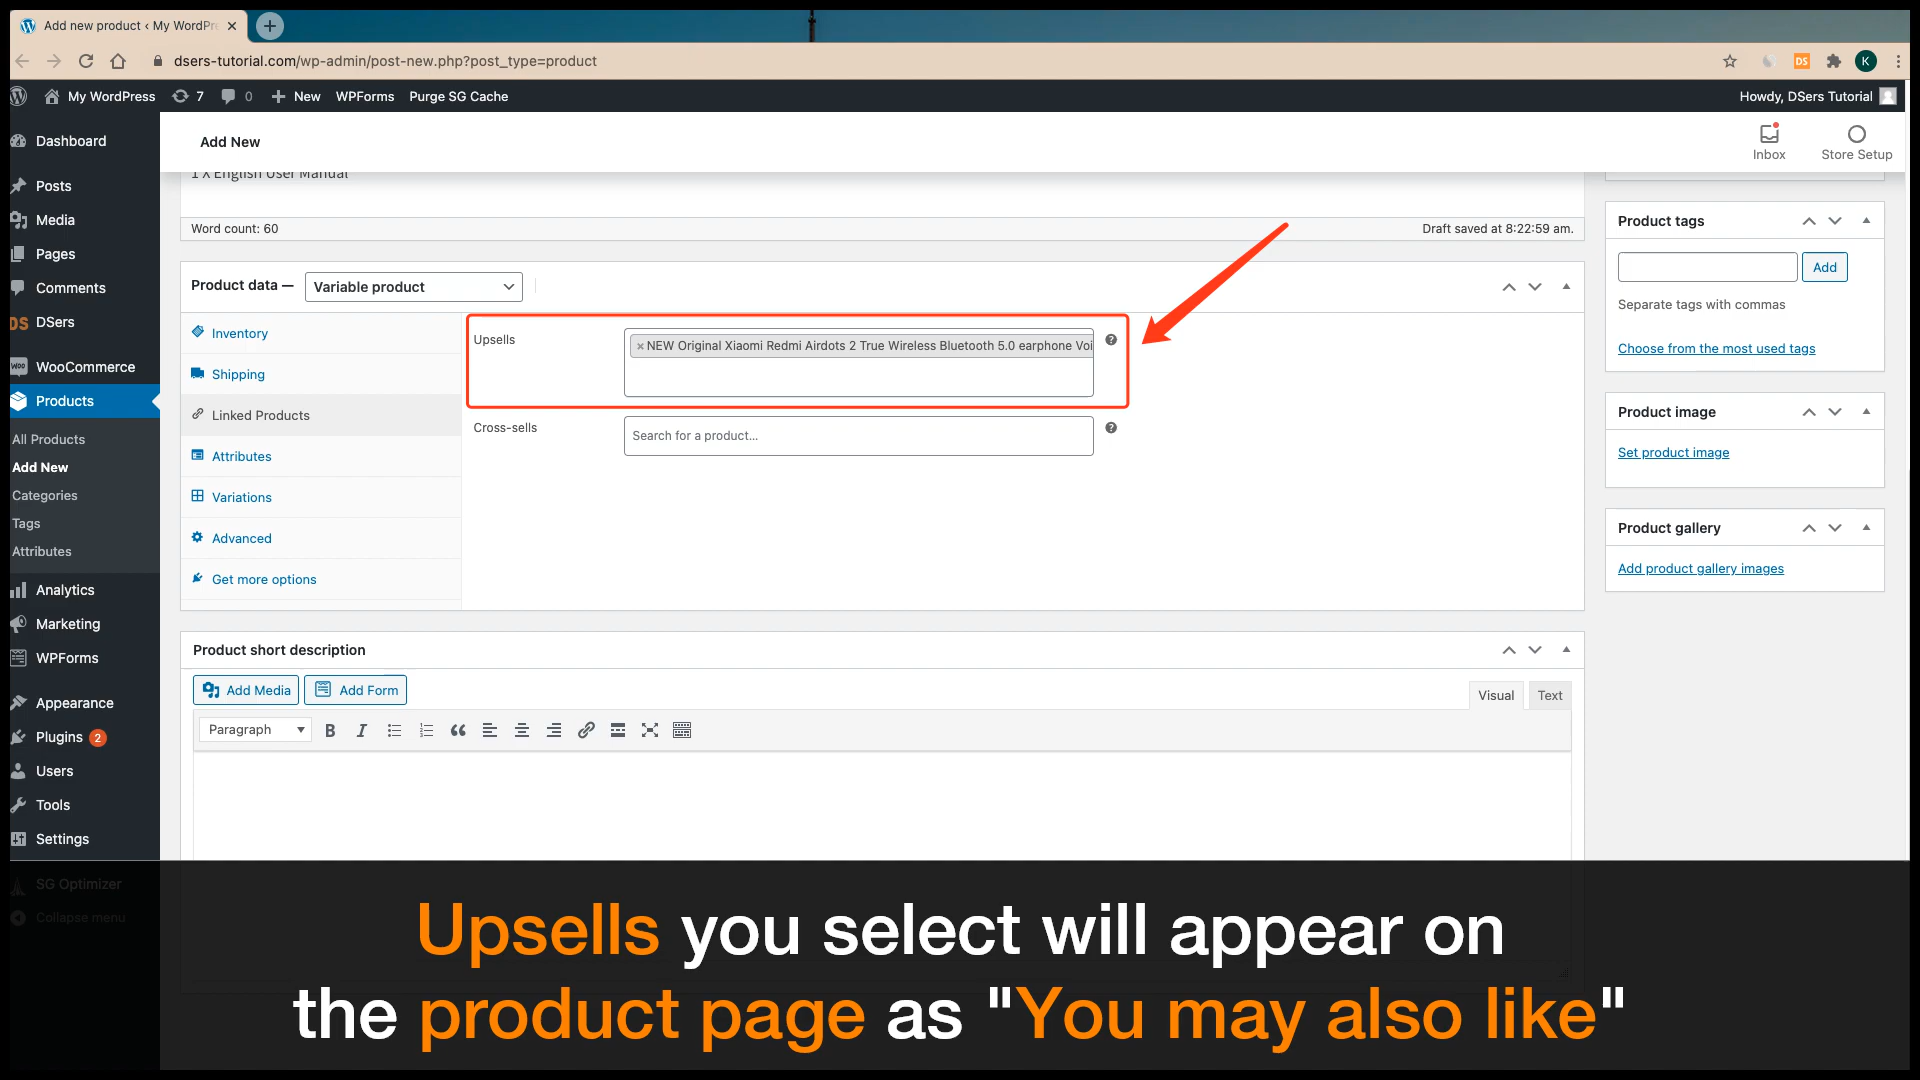 Add new product ‹ My WordPre
dsers-tutorial.com/wp-admin/post-new.php?post_type=product
DS
K
My WordPress 7 0 New WPForms Purge SG Cache
Howdy, DSers Tutorial
Add New
Inbox
Store Setup
Dashboard
Posts
Media
Pages
Comments
DS DSers
WOO WooCommerce
Products
All Products
Add New
Categories
Tags
Attributes
Analytics
Marketing
WPForms
Appearance
Plugins 2
Users
Tools
Settings
SG Optimizer
Collapse menu
1 X English User Manual
Word count: 60
Draft saved at 8:22:59 am.
Product data — Variable product
Inventory
Shipping
Linked Products
Attributes
Variations
Advanced
Get more options
Upsells
×NEW Original Xiaomi Redmi Airdots 2 True Wireless Bluetooth 5.0 earphone Voi
Cross-sells
Search for a product...
Product short description
Add Media Add Form
Visual Text
Paragraph
Product tags
Add
Separate tags with commas
Choose from the most used tags
Product image
Set product image
Product gallery
Add product gallery images
Upsells you select will appear on
the product page as "You may also like"